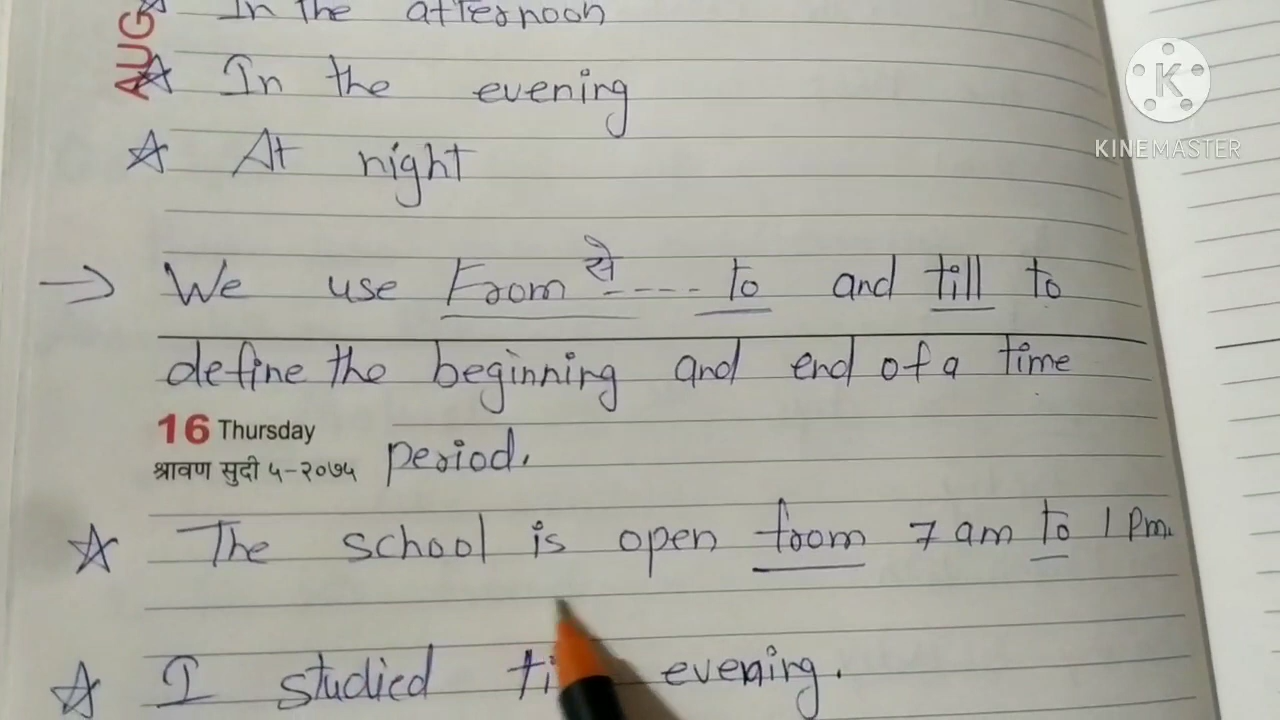 AUG
☆ In the afternoon
☆ In the evening
☆ At night
KINEMASTER
→ We use From से ---- to and till to
define the beginning and end of a time
16 Thursday
श्रावण सुदी ५-२०७५
period.
☆ The school is open from 7 am to 1 Pm.
☆ I studied evening.